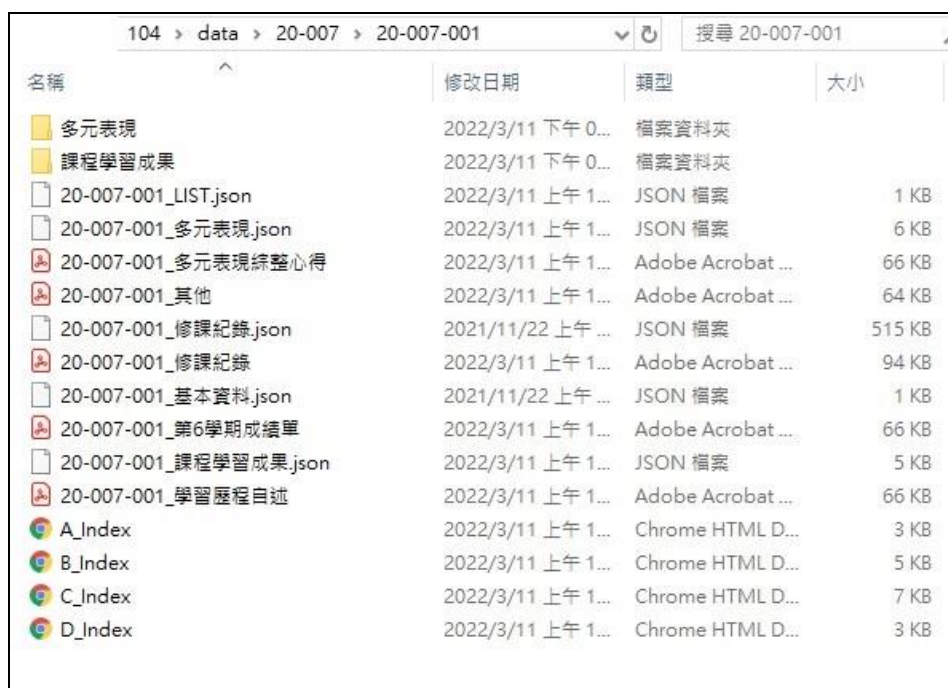 104 > data > 20-007 > 20-007-001 搜尋 20-007-001
名稱 修改日期 類型 大小
多元表現 2022/3/11 下午 0... 檔案資料夾
課程學習成果 2022/3/11 下午 0... 檔案資料夾
20-007-001_LIST.json 2022/3/11 上午 1... JSON 檔案 1 KB
20-007-001_多元表現.json 2022/3/11 上午 1... JSON 檔案 6 KB
20-007-001_多元表現綜整心得 2022/3/11 上午 1... Adobe Acrobat ... 66 KB
20-007-001_其他 2022/3/11 上午 1... Adobe Acrobat ... 64 KB
20-007-001_修課紀錄.json 2021/11/22 上午 ... JSON 檔案 515 KB
20-007-001_修課紀錄 2022/3/11 上午 1... Adobe Acrobat ... 94 KB
20-007-001_基本資料.json 2021/11/22 上午 ... JSON 檔案 1 KB
20-007-001_第6學期成績單 2022/3/11 上午 1... Adobe Acrobat ... 66 KB
20-007-001_課程學習成果.json 2022/3/11 上午 1... JSON 檔案 5 KB
20-007-001_學習歷程自述 2022/3/11 上午 1... Adobe Acrobat ... 66 KB
A_Index 2022/3/11 上午 1... Chrome HTML D... 3 KB
B_Index 2022/3/11 上午 1... Chrome HTML D... 5 KB
C_Index 2022/3/11 上午 1... Chrome HTML D... 7 KB
D_Index 2022/3/11 上午 1... Chrome HTML D... 3 KB